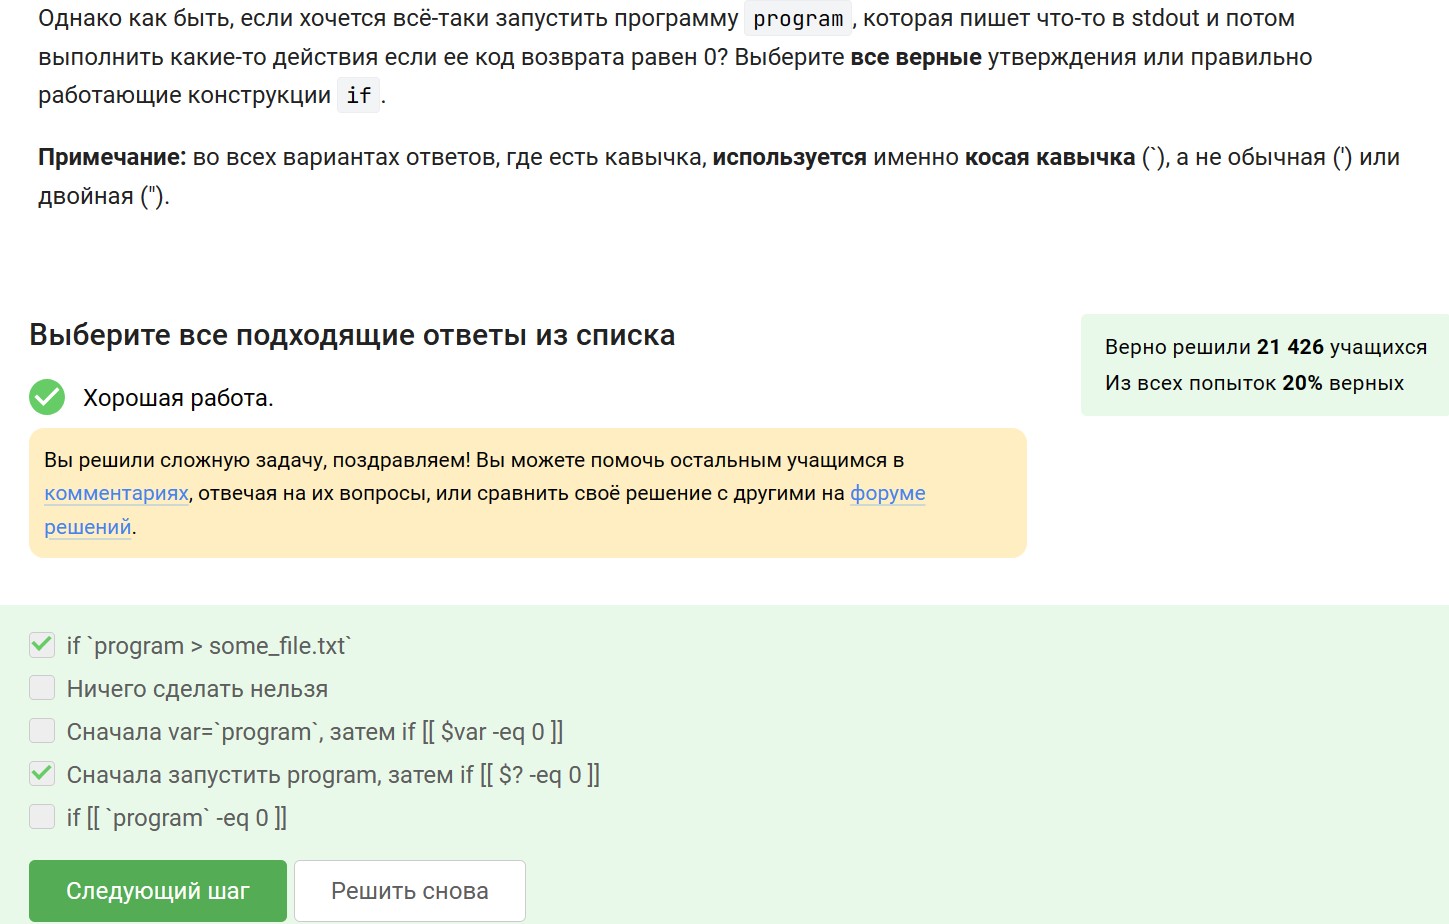 Однако как быть, если хочется всё-таки запустить программу program, которая пишет что-то в stdout и потом
выполнить какие-то действия если ее код возврата равен 0? Выберите все верные утверждения или правильно
работающие конструкции if.
Примечание: во всех вариантах ответов, где есть кавычка, используется именно косая кавычка (`), а не обычная (') или
двойная (").
Выберите все подходящие ответы из списка
Верно решили 21 426 учащихся
Из всех попыток 20% верных
Хорошая работа.
Вы решили сложную задачу, поздравляем! Вы можете помочь остальным учащимся в
комментариях, отвечая на их вопросы, или сравнить своё решение с другими на форуме
решений.
if `program > some_file.txt`
Ничего сделать нельзя
Сначала var=`program`, затем if [[ $var -eq 0 ]]
Сначала запустить program, затем if [[ $? -eq 0 ]]
if [[ `program` -eq 0 ]]
Следующий шаг
Решить снова